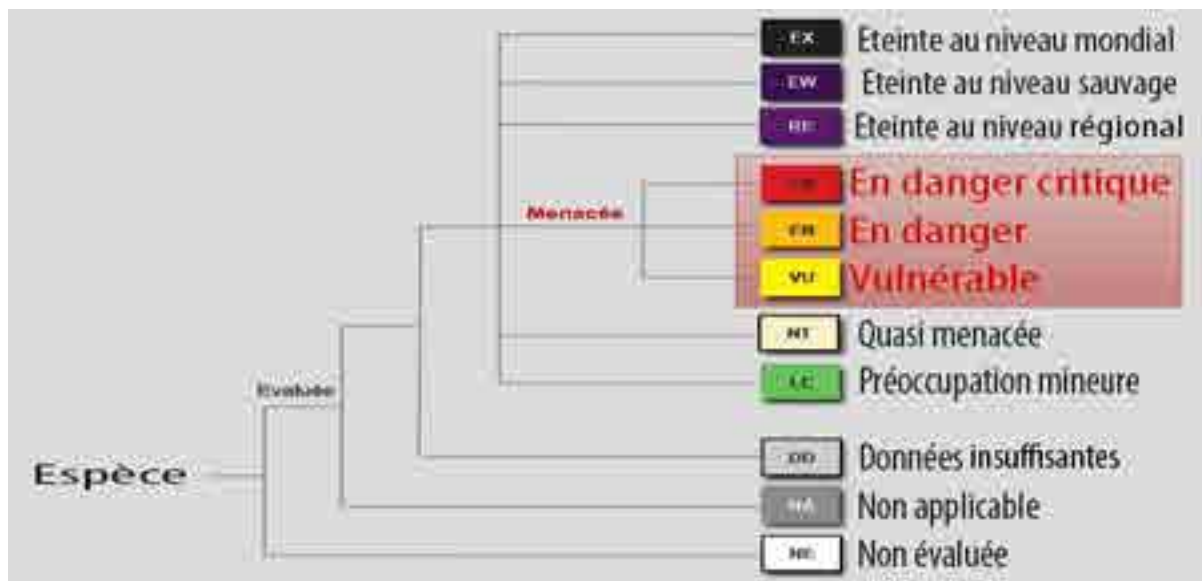 EX Eteinte au niveau mondial
EW Eteinte au niveau sauvage
RE Eteinte au niveau régional
Menacée
CR En danger critique
EN En danger
VU Vulnérable
NT Quasi menacée
Evaluée
LC Préoccupation mineure
Espèce
DD Données insuffisantes
NA Non applicable
NE Non évaluée